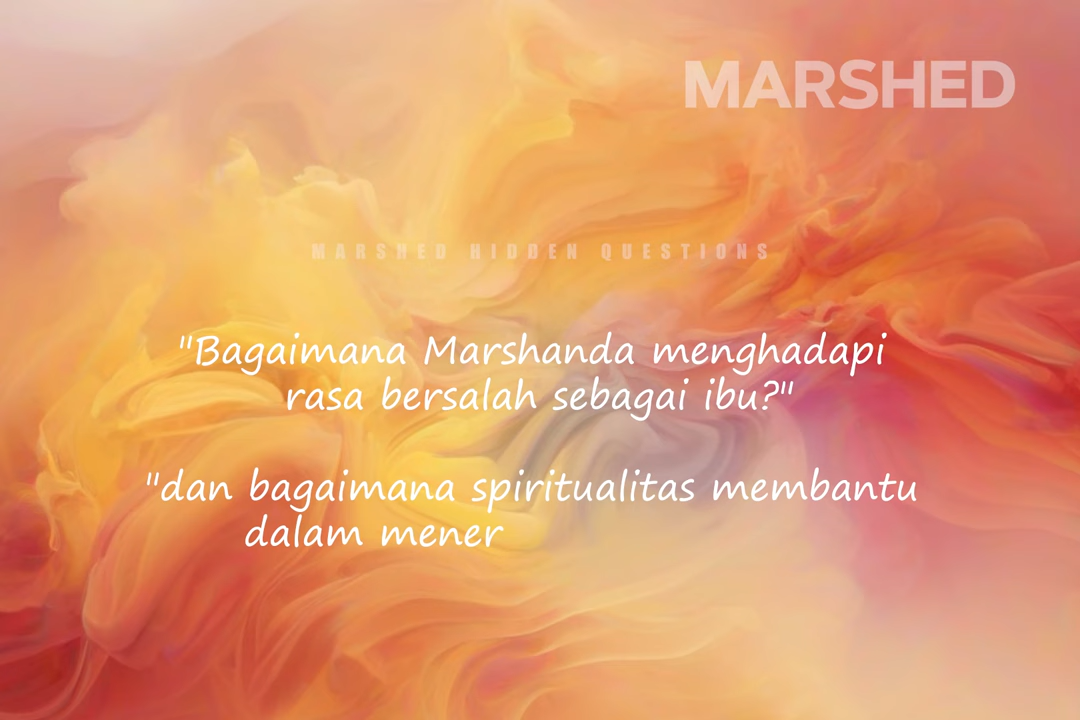 MARSHED
MARSHED HIDDEN QUESTIONS
"Bagaimana Marshanda menghadapi
rasa bersalah sebagai ibu?"
"dan bagaimana spiritualitas membantu
dalam mener